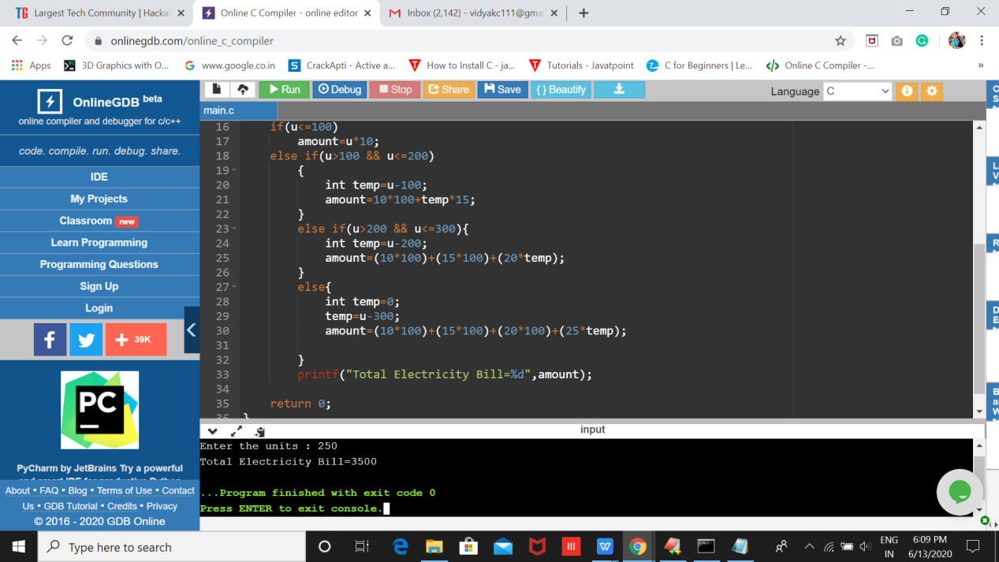 Largest Tech Community | Hacka
Online C Compiler - online editor
Inbox (2,142) - vidyakc111@gma
onlinegdb.com/online_c_compiler
Apps
3D Graphics with O...
www.google.co.in
CrackApti - Active a...
How to Install C - ja...
Tutorials - Javatpoint
C for Beginners | Le...
Online C Compiler -...
»
OnlineGDB beta
online compiler and debugger for c/c++
code. compile. run. debug. share.
IDE
My Projects
Classroom new
Learn Programming
Programming Questions
Sign Up
Login
39K
PC
PyCharm by JetBrains Try a powerful
About • FAQ • Blog • Terms of Use • Contact
Us • GDB Tutorial • Credits • Privacy
© 2016 - 2020 GDB Online
Run
Debug
Stop
Share
Save
{ } Beautify
Language C
main.c
16 if(u<=100)
17 amount=u*10;
18 else if(u>100 && u<=200)
19 {
20 int temp=u-100;
21 amount=10*100+temp*15;
22 }
23 else if(u>200 && u<=300){
24 int temp=u-200;
25 amount=(10*100)+(15*100)+(20*temp);
26 }
27 else{
28 int temp=0;
29 temp=u-300;
30 amount=(10*100)+(15*100)+(20*100)+(25*temp);
31
32 }
33 printf("Total Electricity Bill=%d",amount);
34
35 return 0;
36 }
input
Enter the units : 250
Total Electricity Bill=3500
...Program finished with exit code 0
Press ENTER to exit console.
Type here to search
ENG
IN
6:09 PM
6/13/2020